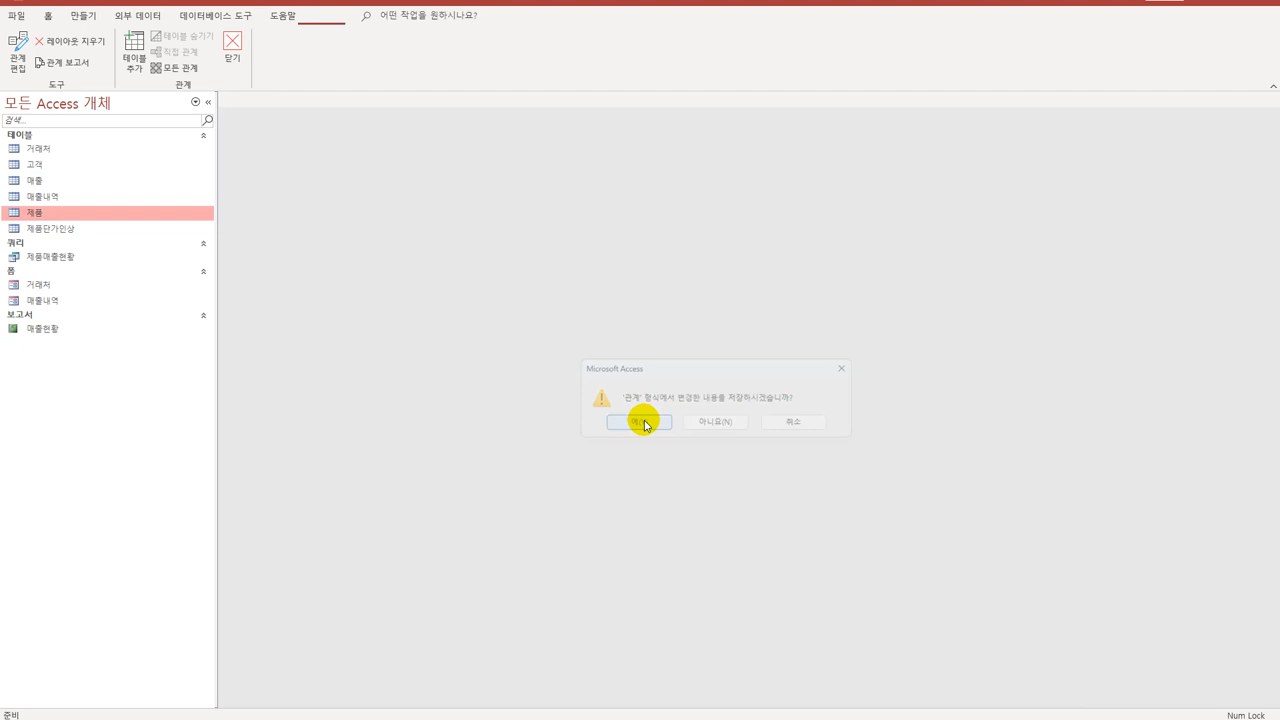 파일 홈 만들기 외부 데이터 데이터베이스 도구 도움말 어떤 작업을 원하시나요?
관계 편집
레이아웃 지우기
관계 보고서
도구
테이블 추가
테이블 숨기기
직접 관계
모든 관계
관계
닫기
모든 Access 개체
검색...
테이블
거래처
고객
매출
매출내역
제품
제품단가인상
쿼리
제품매출현황
폼
거래처
매출내역
보고서
매출현황
Microsoft Access
'관계' 형식에서 변경한 내용을 저장하시겠습니까?
아니요(N) 취소
준비 Num Lock